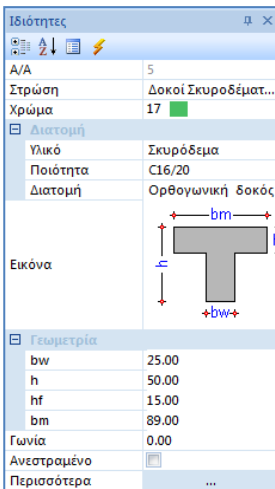 Ιδιότητες
Α/Α 5
Στρώση Δοκοί Σκυροδέματ...
Χρώμα 17
Διατομή
Υλικό Σκυρόδεμα
Ποιότητα C16/20
Διατομή Ορθογωνική δοκός
Εικόνα
bm
h
bw
Γεωμετρία
bw 25.00
h 50.00
hf 15.00
bm 89.00
Γωνία 0.00
Ανεστραμένο
Περισσότερα ...